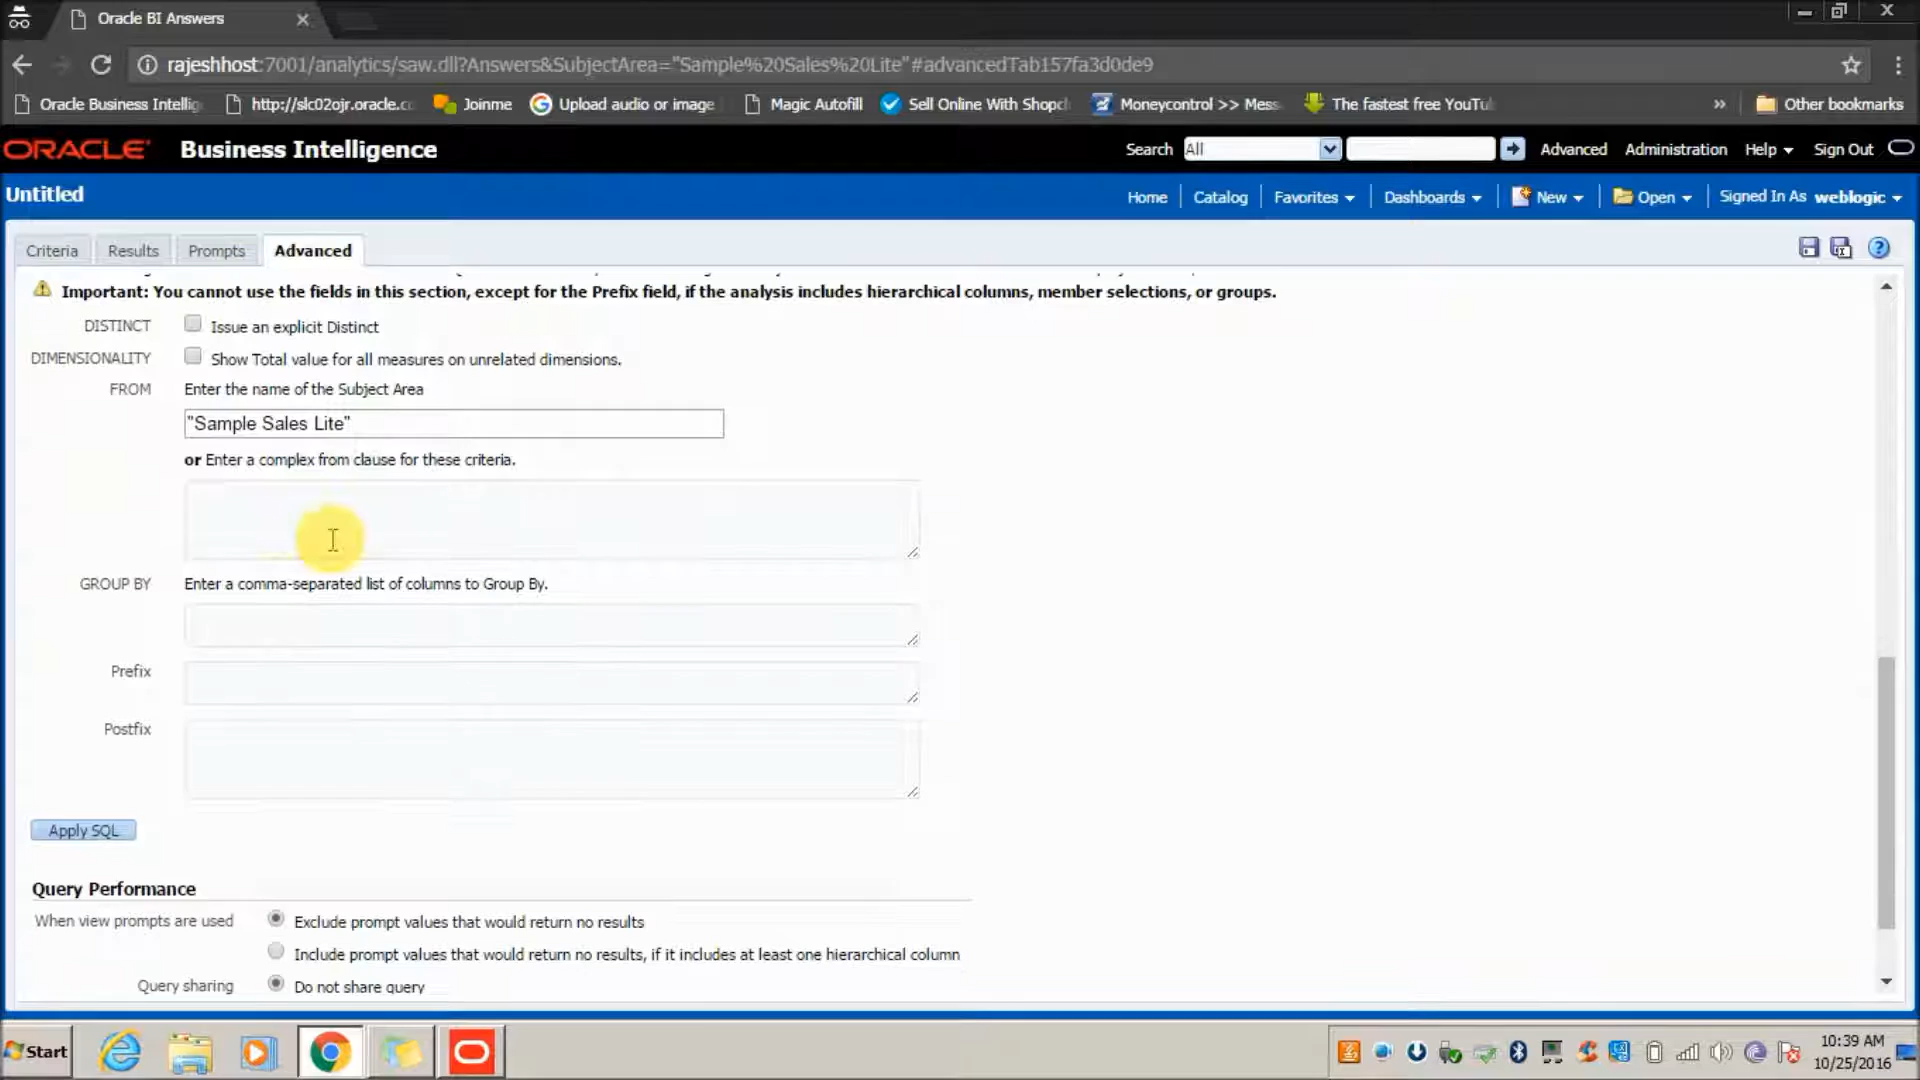 Oracle BI Answers
rajeshhost:7001/analytics/saw.dll?Answers&SubjectArea="Sample%20Sales%20Lite"#advancedTab157fa3d0de9
Oracle Business Intellig
http://slc02ojr.oracle.c
Joinme
Upload audio or image
Magic Autofill
Sell Online With Shopc
Moneycontrol >> Mess
The fastest free YouTu
»
Other bookmarks
ORACLE Business Intelligence
Search All
Advanced
Administration
Help
Sign Out
Untitled
Home
Catalog
Favorites
Dashboards
New
Open
Signed In As weblogic
Criteria
Results
Prompts
Advanced
Important: You cannot use the fields in this section, except for the Prefix field, if the analysis includes hierarchical columns, member selections, or groups.
DISTINCT Issue an explicit Distinct
DIMENSIONALITY Show Total value for all measures on unrelated dimensions.
FROM Enter the name of the Subject Area
"Sample Sales Lite"
or Enter a complex from clause for these criteria.
GROUP BY Enter a comma-separated list of columns to Group By.
Prefix
Postfix
Apply SQL
Query Performance
When view prompts are used Exclude prompt values that would return no results
Include prompt values that would return no results, if it includes at least one hierarchical column
Query sharing Do not share query
Start
10:39 AM
10/25/2016